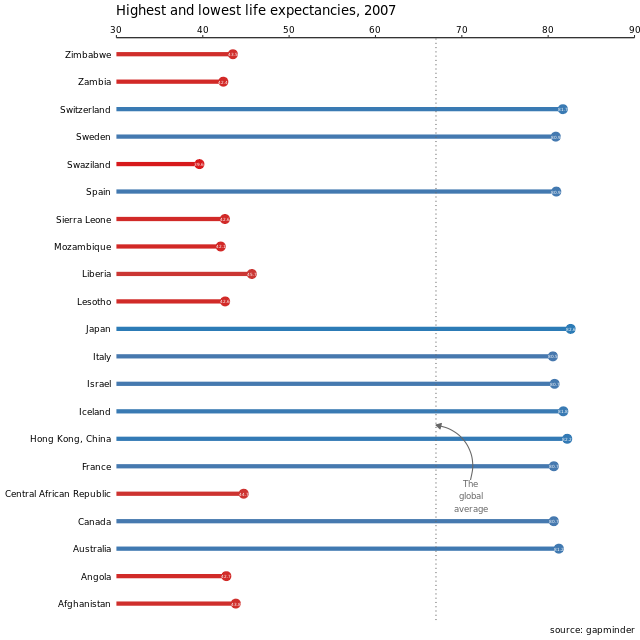 Highest and lowest life expectancies, 2007
30 40 50 60 70 80 90
Zimbabwe
Zambia
Switzerland
Sweden
Swaziland
Spain
Sierra Leone
Mozambique
Liberia
Lesotho
Japan
Italy
Israel
Iceland
Hong Kong, China
France
Central African Republic
Canada
Australia
Angola
Afghanistan
The
global
average
source: gapminder